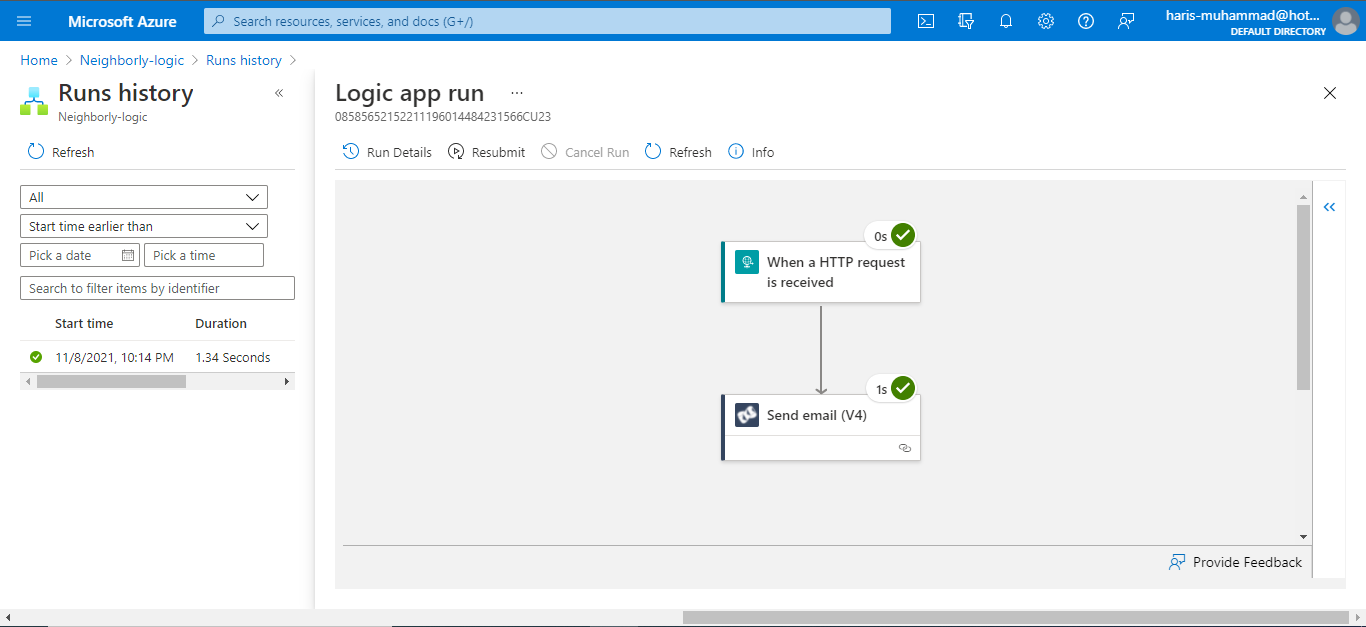 Microsoft Azure
Search resources, services, and docs (G+/)
haris-muhammad@hot...
DEFAULT DIRECTORY
Home > Neighborly-logic > Runs history >
Runs history
Neighborly-logic
Refresh
All
Start time earlier than
Pick a date
Pick a time
Search to filter items by identifier
Start time Duration
11/8/2021, 10:14 PM 1.34 Seconds
Logic app run ...
08585652152211196014484231566CU23
Run Details Resubmit Cancel Run Refresh Info
0s
When a HTTP request
is received
1s
Send email (V4)
Provide Feedback